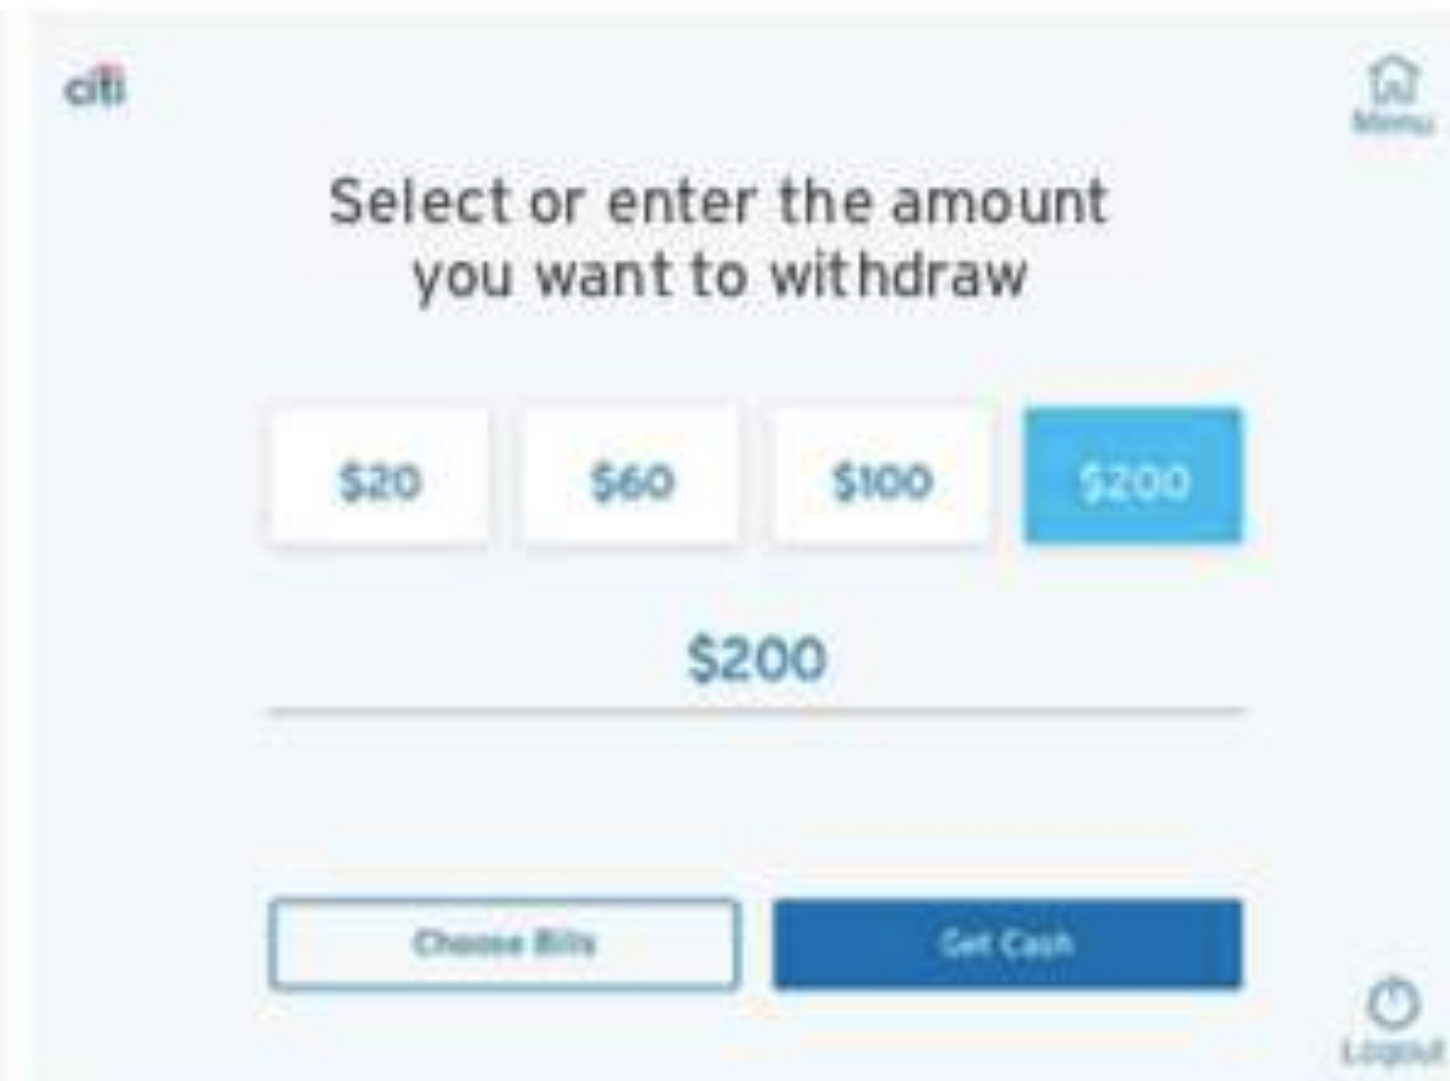 citi
Menu
Select or enter the amount
you want to withdraw
$20
$60
$100
$200
$200
Choose Bills
Get Cash
Logout